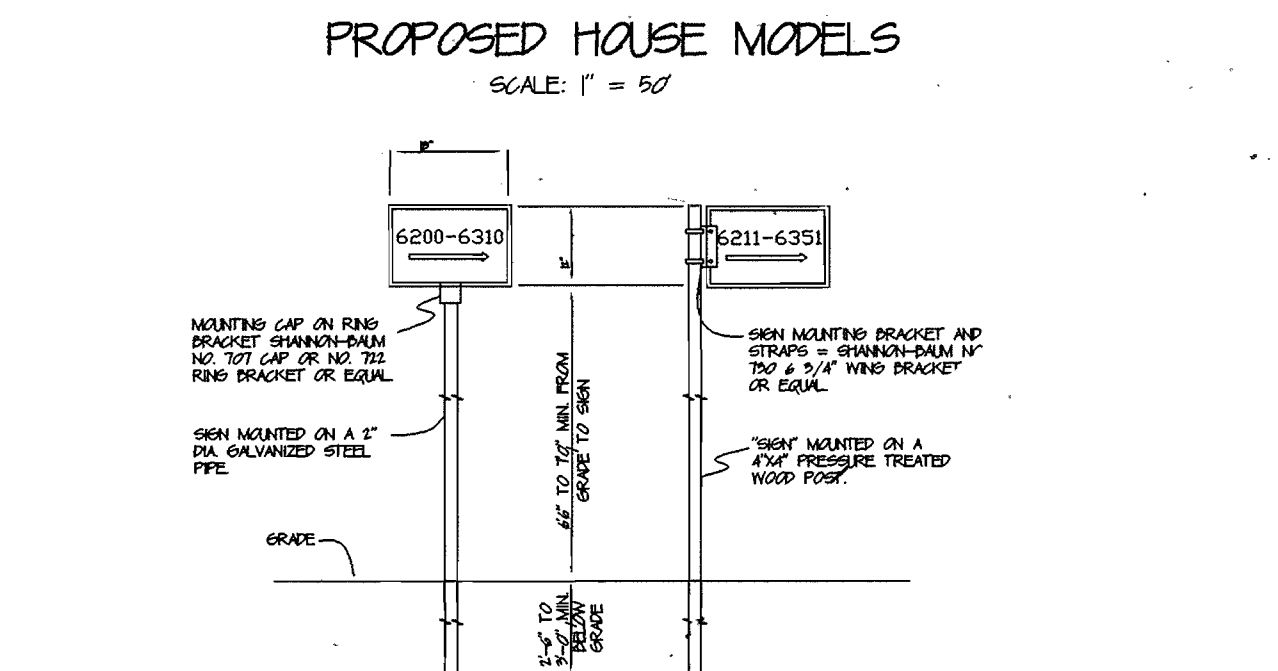 PROPOSED HOUSE MODELS
SCALE: 1" = 50'
6200-6310
6211-6351
MOUNTING CAP ON RING
BRACKET SHANNON-BAUM
NO. 707 CAP OR NO. 722
RING BRACKET OR EQUAL
SIGN MOUNTING BRACKET AND
STRAPS = SHANNON-BAUM
730 6 3/4" WING BRACKET
OR EQUAL
SIGN MOUNTED ON A 2"
DIA. GALVANIZED STEEL
PIPE
6'6" TO 7'0" MIN. FROM
GRADE TO SIGN
"SIGN" MOUNTED ON A
4"X4" PRESSURE TREATED
WOOD POST.
GRADE
2'-6" TO
3'-0" MIN.
BELOW
GRADE